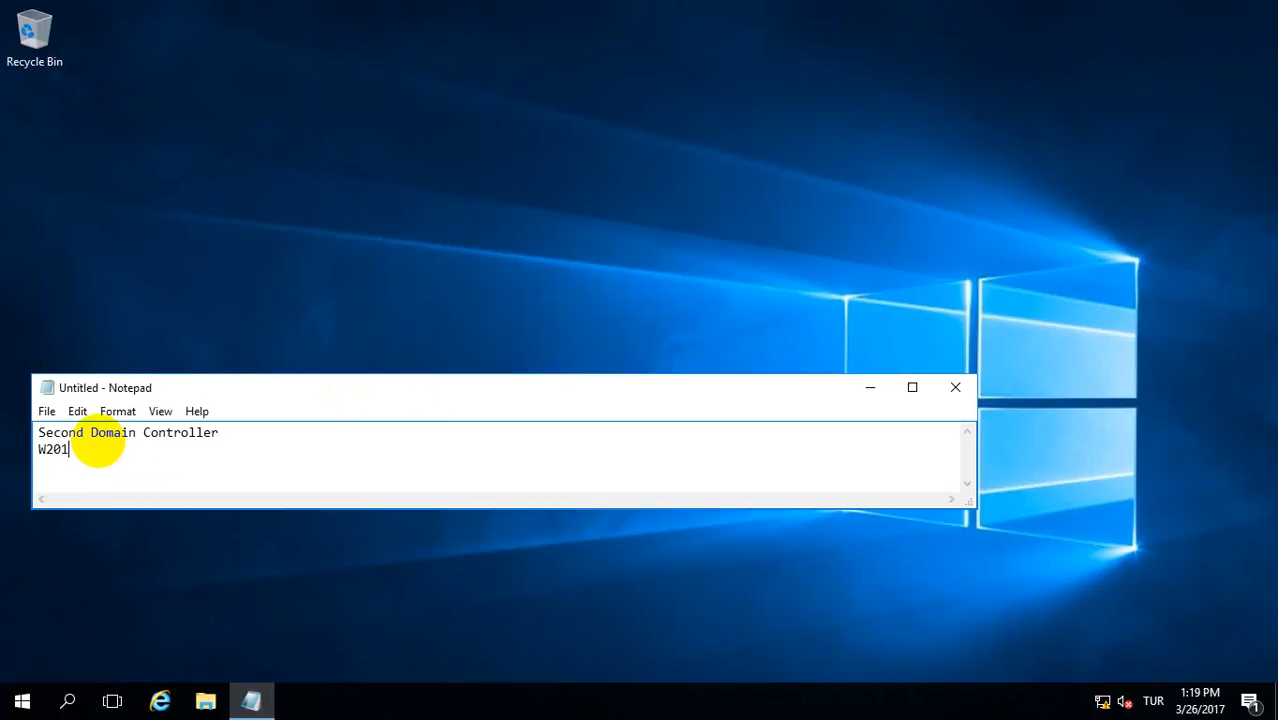 Recycle Bin
Untitled - Notepad
File Edit Format View Help
Second Domain Controller
W201
TUR
1:19 PM
3/26/2017
1